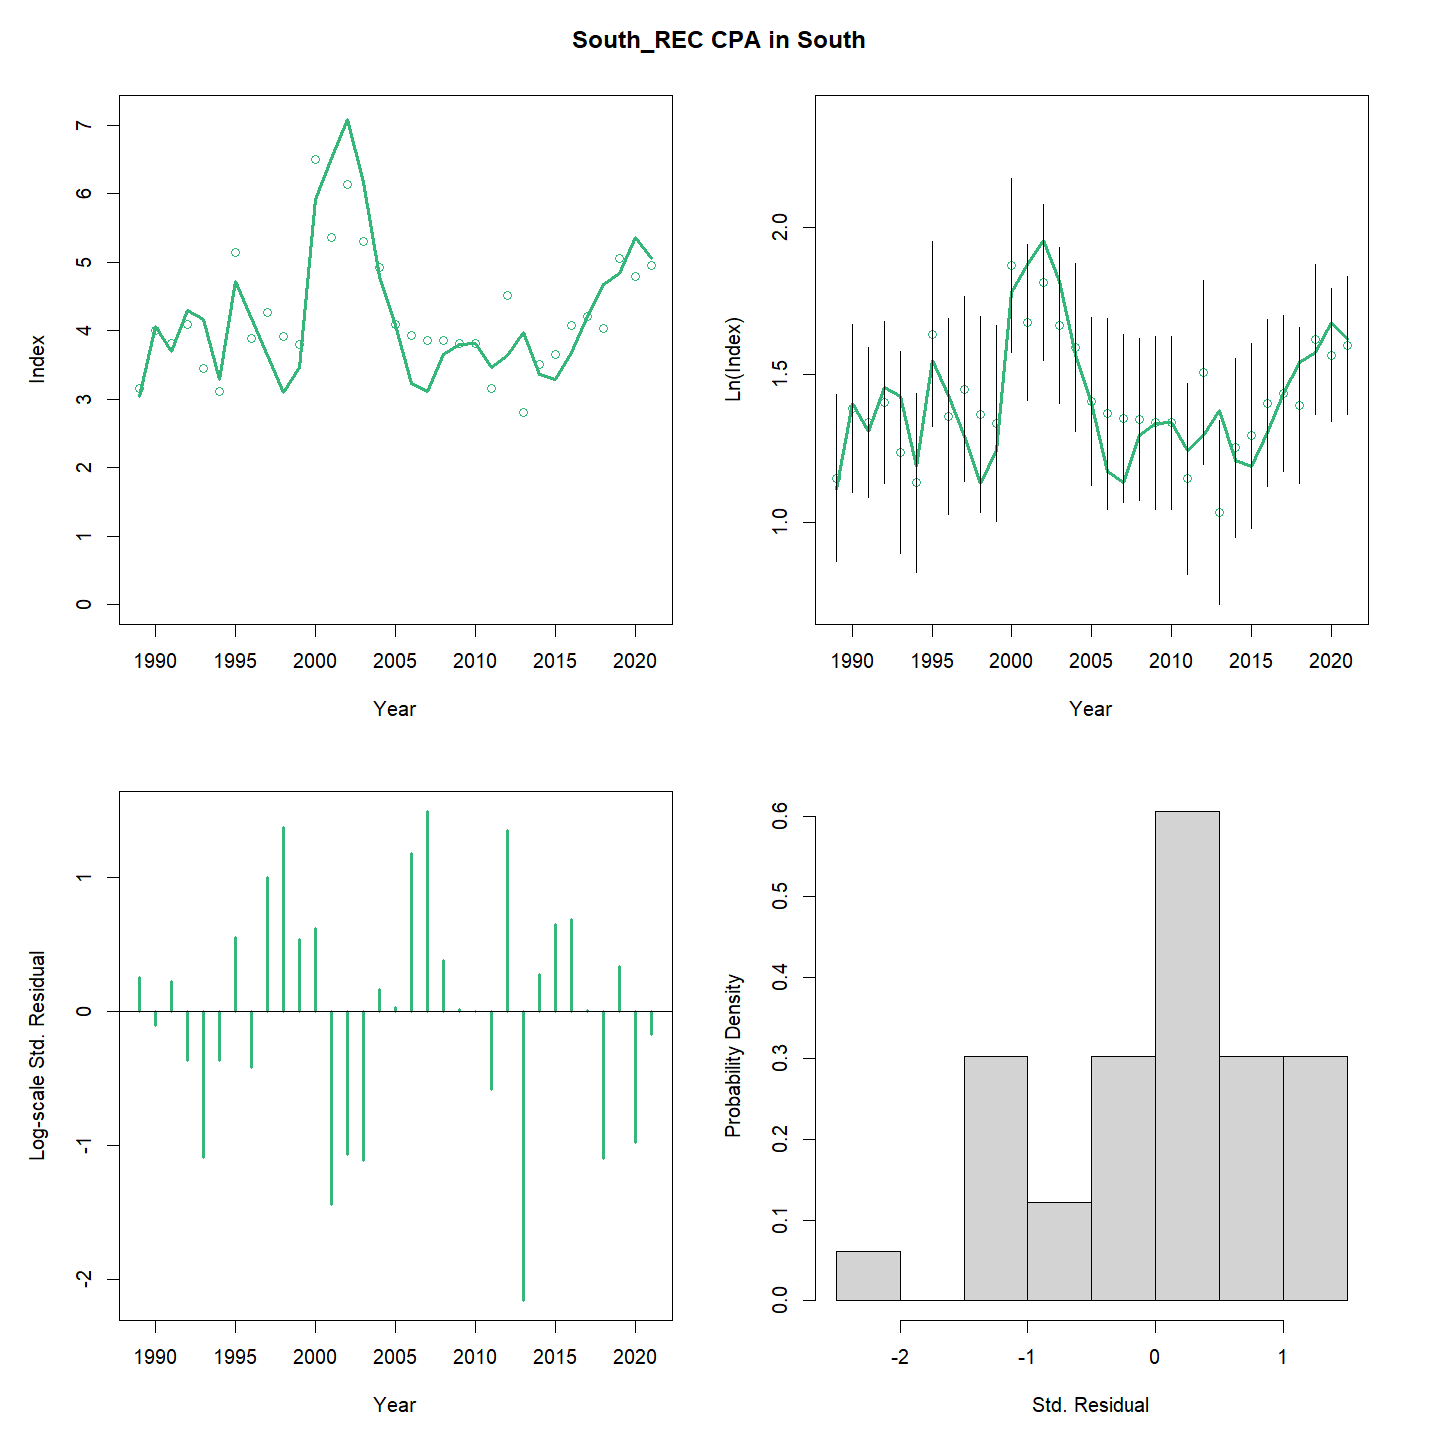 South_REC CPA in South
Index
7
6
5
4
3
2
1
0
1990 1995 2000 2005 2010 2015 2020
Year
Ln(Index)
2.0
1.5
1.0
1990 1995 2000 2005 2010 2015 2020
Year
Log-scale Std. Residual
1
0
-1
-2
1990 1995 2000 2005 2010 2015 2020
Year
Probability Density
0.6
0.5
0.4
0.3
0.2
0.1
0.0
-2 -1 0 1
Std. Residual